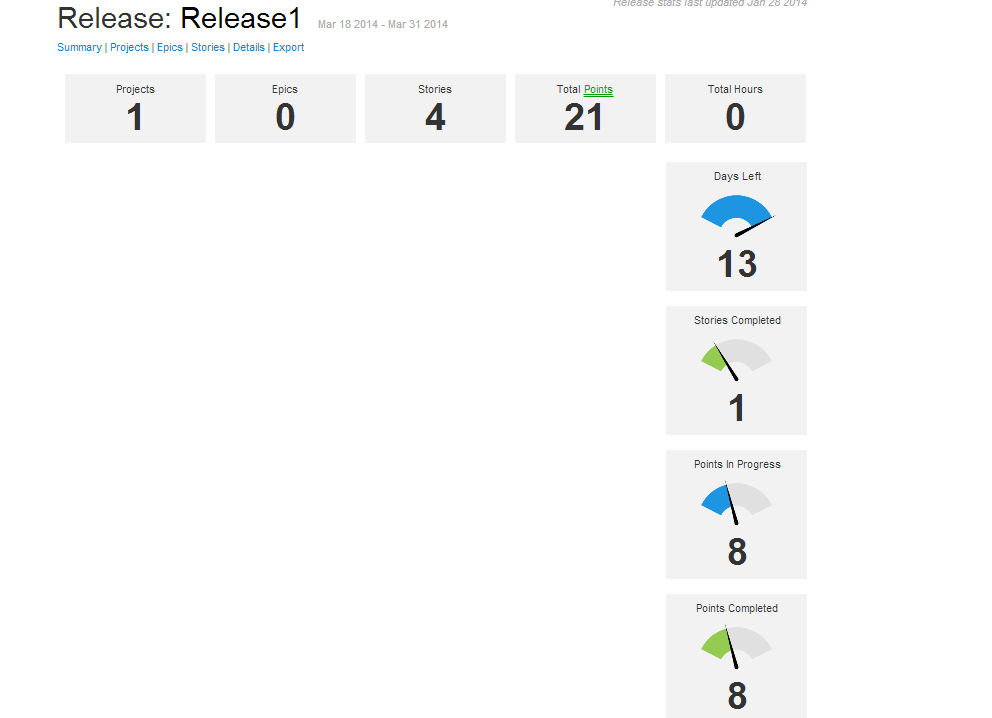 Release stats last updated Jan 28 2014
Release: Release1 Mar 18 2014 - Mar 31 2014
Summary | Projects | Epics | Stories | Details | Export
Projects
1
Epics
0
Stories
4
Total Points
21
Total Hours
0
Days Left
13
Stories Completed
1
Points In Progress
8
Points Completed
8